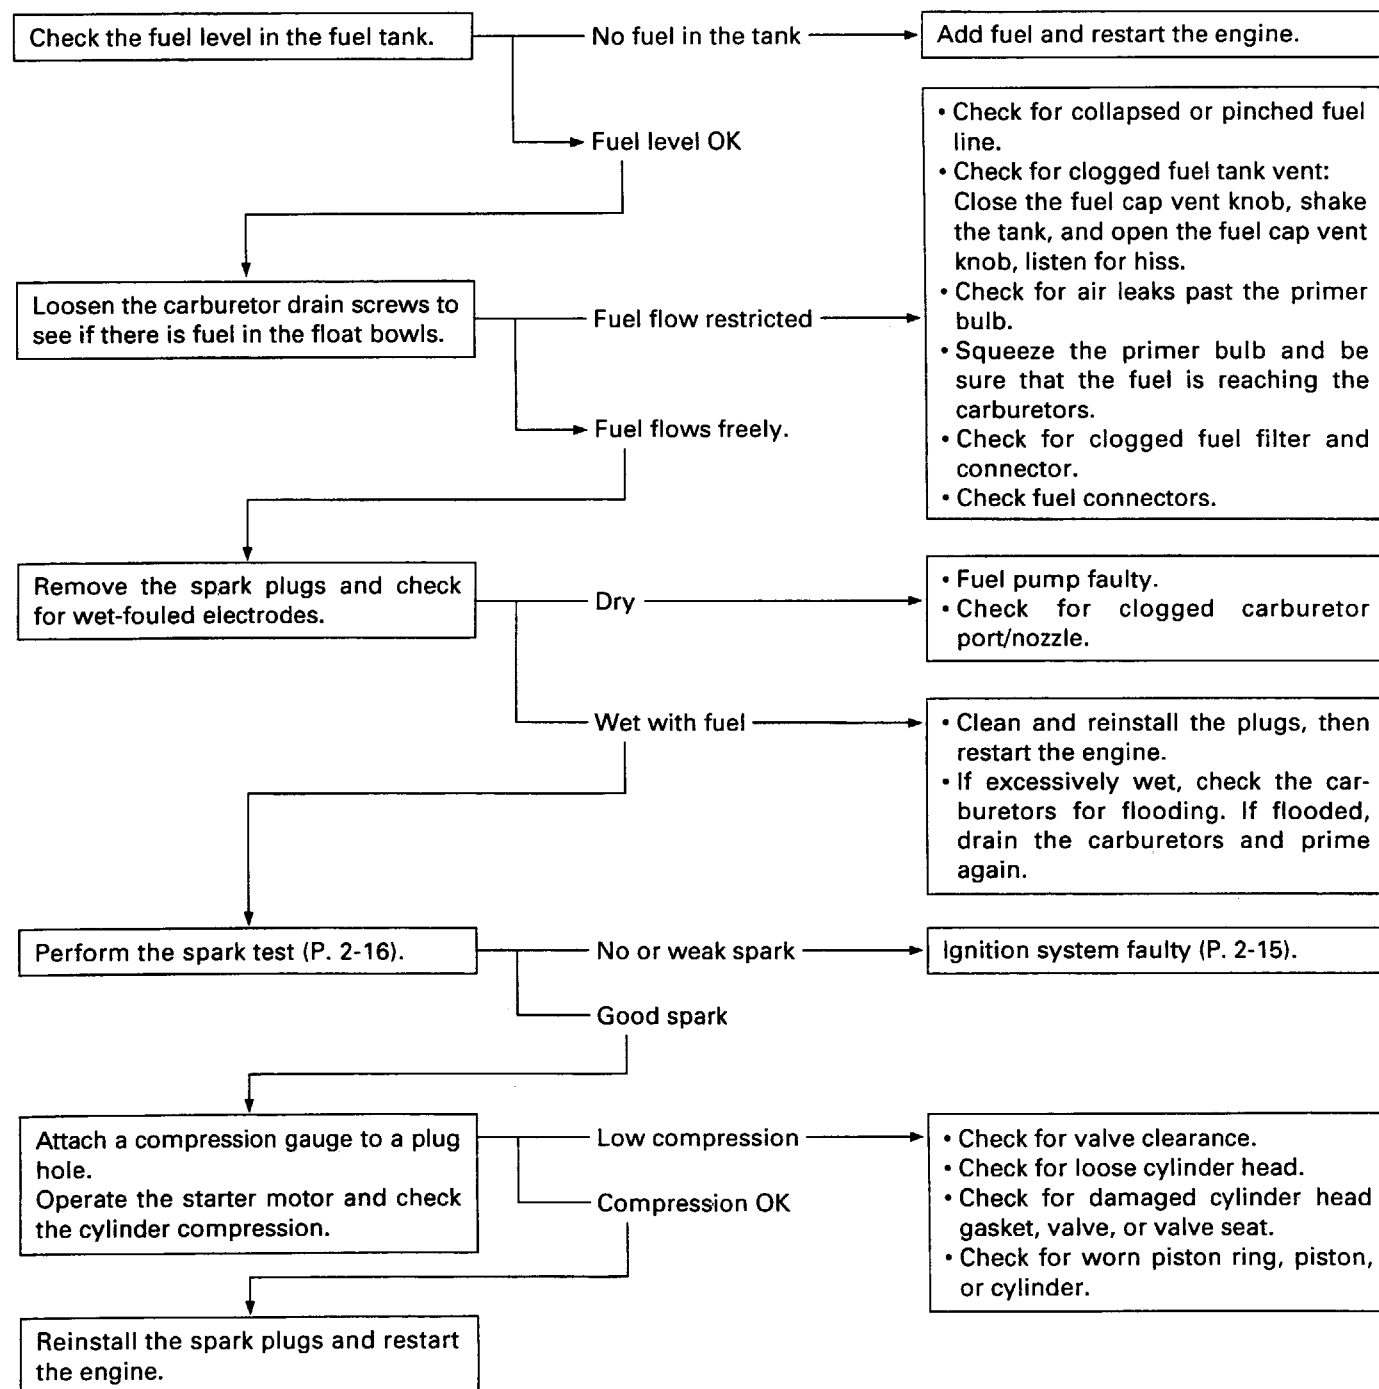 Check the fuel level in the fuel tank.
No fuel in the tank
Add fuel and restart the engine.
Fuel level OK
• Check for collapsed or pinched fuel
line.
• Check for clogged fuel tank vent:
Close the fuel cap vent knob, shake
the tank, and open the fuel cap vent
knob, listen for hiss.
• Check for air leaks past the primer
bulb.
• Squeeze the primer bulb and be
sure that the fuel is reaching the
carburetors.
• Check for clogged fuel filter and
connector.
• Check fuel connectors.
Loosen the carburetor drain screws to
see if there is fuel in the float bowls.
Fuel flow restricted
Fuel flows freely.
Remove the spark plugs and check
for wet-fouled electrodes.
Dry
• Fuel pump faulty.
• Check for clogged carburetor
port/nozzle.
Wet with fuel
• Clean and reinstall the plugs, then
restart the engine.
• If excessively wet, check the car-
buretors for flooding. If flooded,
drain the carburetors and prime
again.
Perform the spark test (P. 2-16).
No or weak spark
Ignition system faulty (P. 2-15).
Good spark
Attach a compression gauge to a plug
hole.
Operate the starter motor and check
the cylinder compression.
Low compression
• Check for valve clearance.
• Check for loose cylinder head.
• Check for damaged cylinder head
gasket, valve, or valve seat.
• Check for worn piston ring, piston,
or cylinder.
Compression OK
Reinstall the spark plugs and restart
the engine.